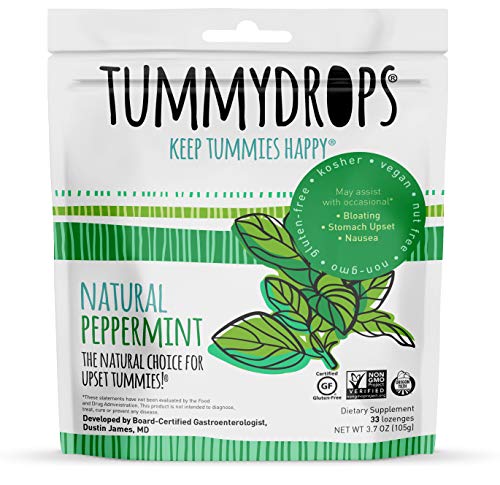 TUMMYDROPS®
KEEP TUMMIES HAPPY®
gluten-free • kosher • vegan • nut free • non-gmo •
May assist
with occasional*
• Bloating
• Stomach Upset
• Nausea
NATURAL
PEPPERMINT
THE NATURAL CHOICE FOR
UPSET TUMMIES!®
*These statements have not been evaluated by the Food
and Drug Administration. This product is not intended to diagnose,
treat, cure or prevent any disease.
Developed by Board-Certified Gastroenterologist,
Dustin James, MD
Certified
GF
Gluten-Free
NON
GMO
Project
VERIFIED
nongmoproject.org
OREGON
TILTH
Dietary Supplement
33 lozenges
NET WT 3.7 OZ (105g)